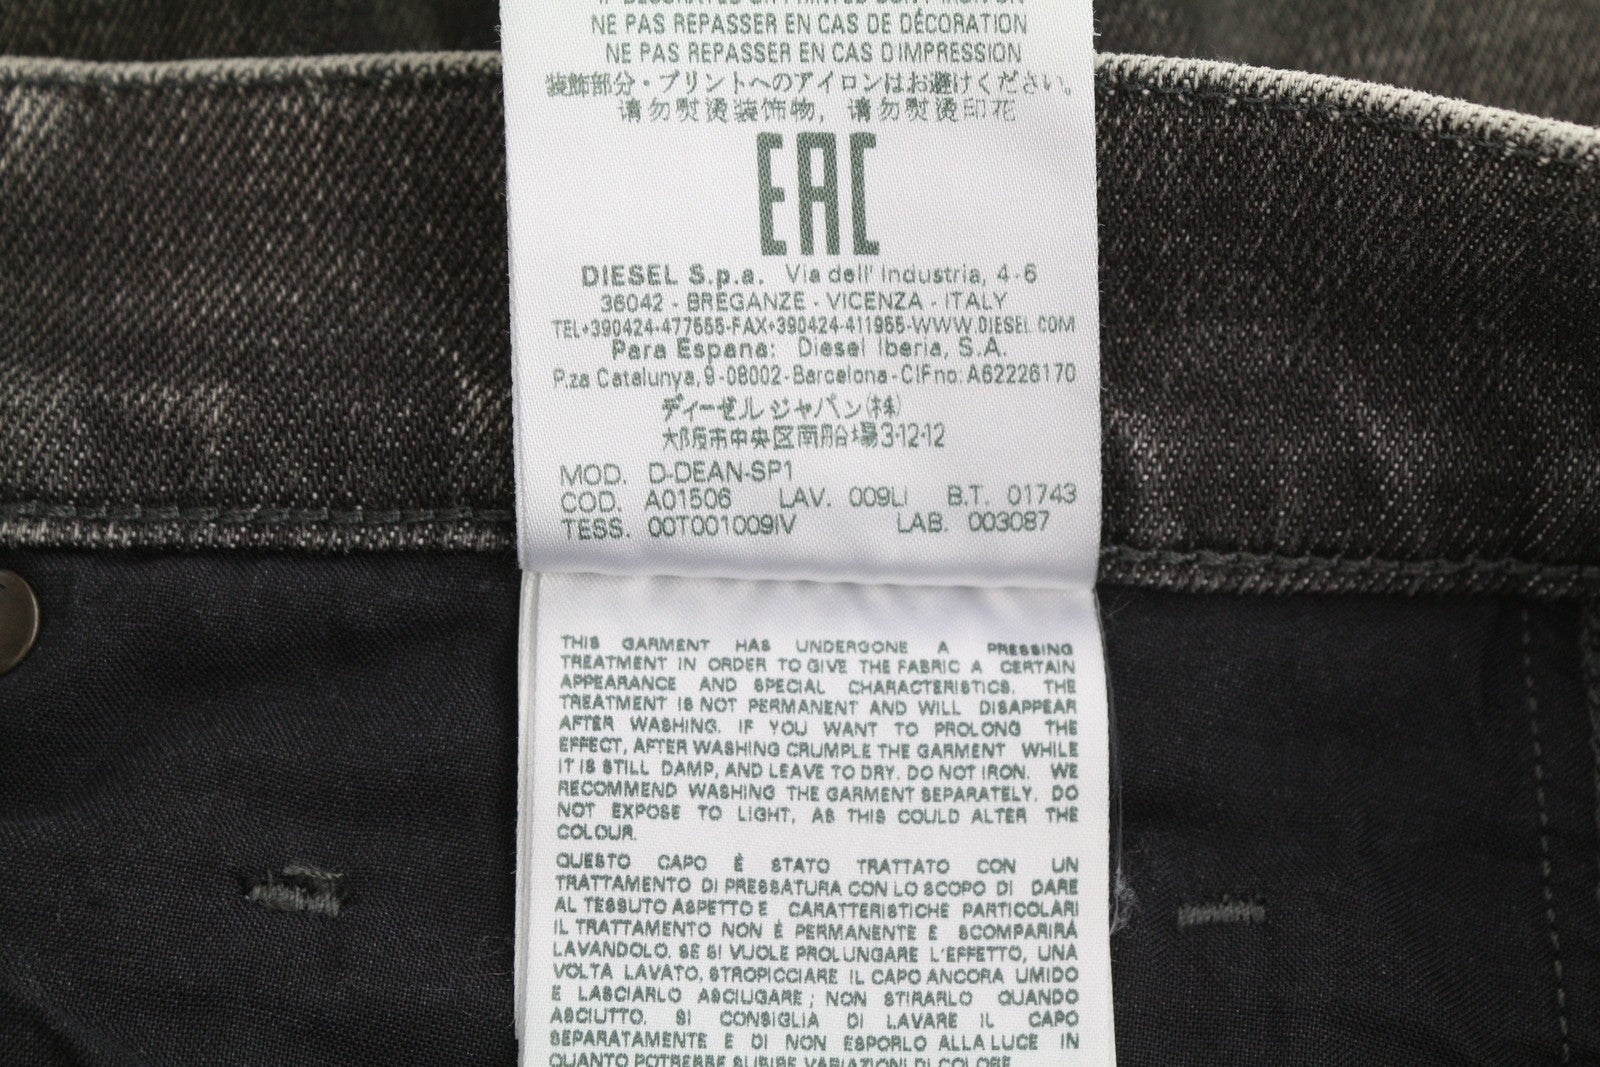 NE PAS REPASSER EN CAS DE DÉCORATION
NE PAS REPASSER EN CAS D'IMPRESSION
装飾部分・プリントへのアイロンはお避けください。
请勿熨烫装饰物, 请勿熨烫印花
EAC
DIESEL S.p.a. Via dell' Industria, 4-6
36042 - BREGANZE - VICENZA - ITALY
TEL+390424-477555-FAX+390424-411955-WWW.DIESEL.COM
Para Espana: Diesel Iberia, S.A.
P.za Catalunya, 9-08002-Barcelona-CIFno:A62226170
ディーゼルジャパン(株)
大阪市中央区南船場3-12-12
MOD. D-DEAN-SP1
COD. A01506 LAV. 009LI B.T. 01743
TESS. 00T001009IV LAB. 003087
THIS GARMENT HAS UNDERGONE A PRESSING
TREATMENT IN ORDER TO GIVE THE FABRIC A CERTAIN
APPEARANCE AND SPECIAL CHARACTERISTICS. THE
TREATMENT IS NOT PERMANENT AND WILL DISAPPEAR
AFTER WASHING. IF YOU WANT TO PROLONG THE
EFFECT, AFTER WASHING CRUMPLE THE GARMENT WHILE
IT IS STILL DAMP, AND LEAVE TO DRY. DO NOT IRON. WE
RECOMMEND WASHING THE GARMENT SEPARATELY. DO
NOT EXPOSE TO LIGHT, AS THIS COULD ALTER THE
COLOUR.
QUESTO CAPO È STATO TRATTATO CON UN
TRATTAMENTO DI PRESSATURA CON LO SCOPO DI DARE
AL TESSUTO ASPETTO E CARATTERISTICHE PARTICOLARI
IL TRATTAMENTO NON È PERMANENTE E SCOMPARIRÀ
LAVANDOLO. SE SI VUOLE PROLUNGARE L'EFFETTO, UNA
VOLTA LAVATO, STROPICCIARE IL CAPO ANCORA UMIDO
E LASCIARLO ASCIUGARE; NON STIRARLO QUANDO
ASCIUTTO. SI CONSIGLIA DI LAVARE IL CAPO
SEPARATAMENTE E DI NON ESPORLO ALLA LUCE IN
QUANTO POTREBBE SUBIRE VARIAZIONI DI COLORE